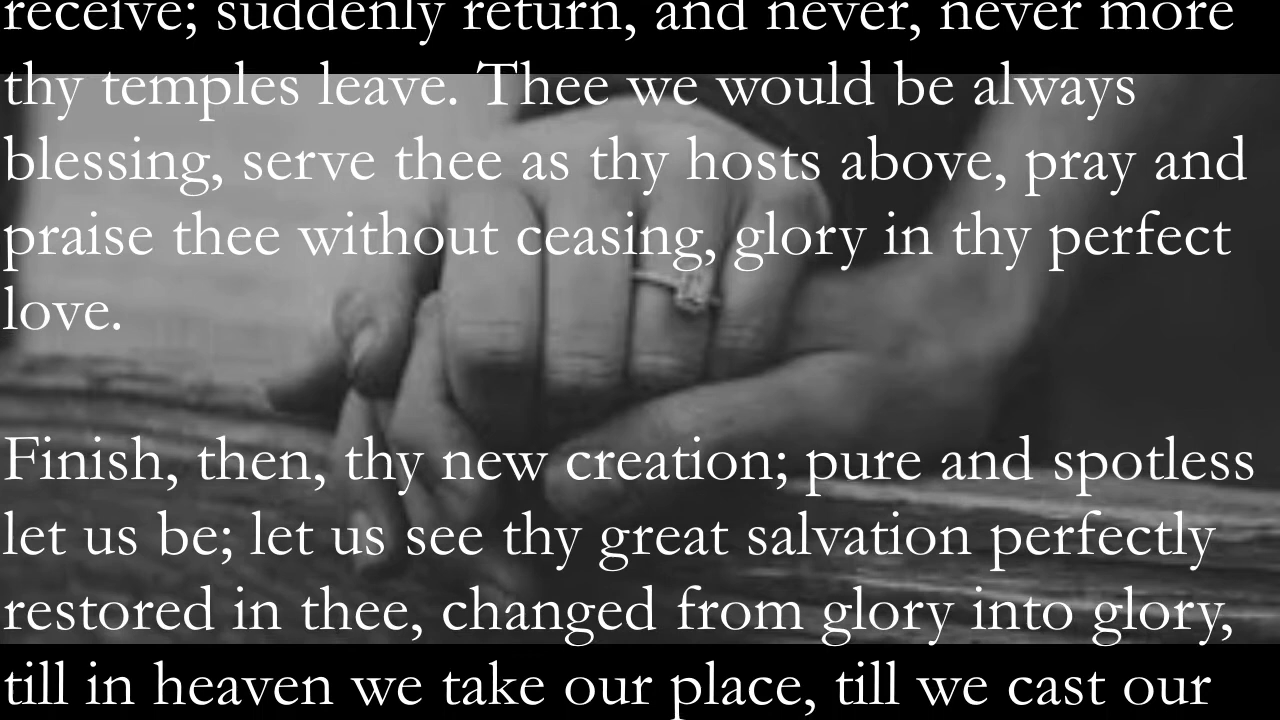 receive; suddenly return, and never, never more
thy temples leave. Thee we would be always
blessing, serve thee as thy hosts above, pray and
praise thee without ceasing, glory in thy perfect
love.
Finish, then, thy new creation; pure and spotless
let us be; let us see thy great salvation perfectly
restored in thee, changed from glory into glory,
till in heaven we take our place, till we cast our